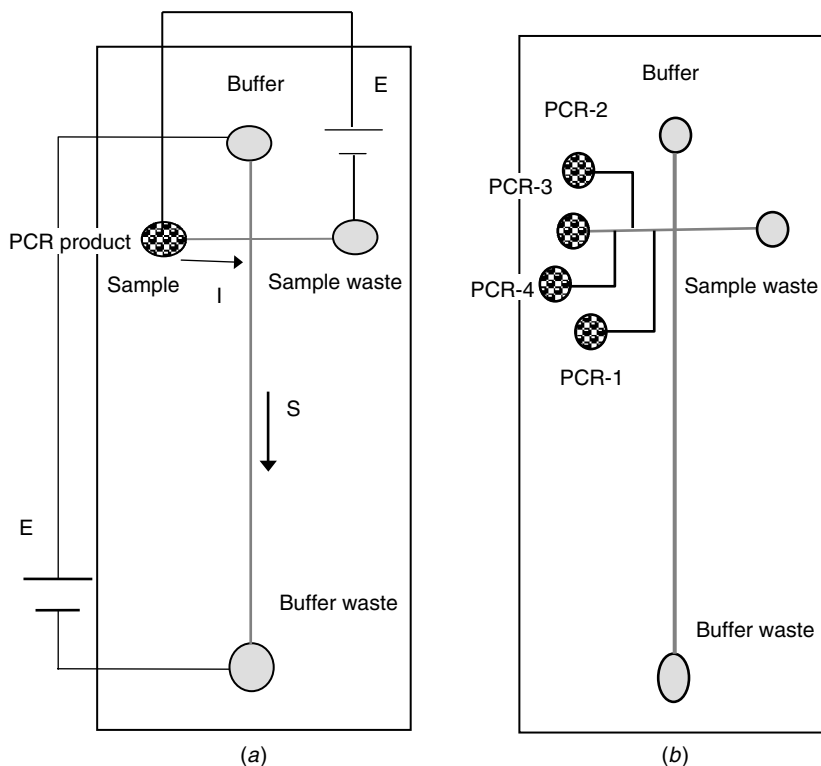 Buffer
E
PCR product
Sample
I
Sample waste
S
E
Buffer waste
(a)
Buffer
PCR-2
PCR-3
PCR-4
Sample waste
PCR-1
Buffer waste
(b)